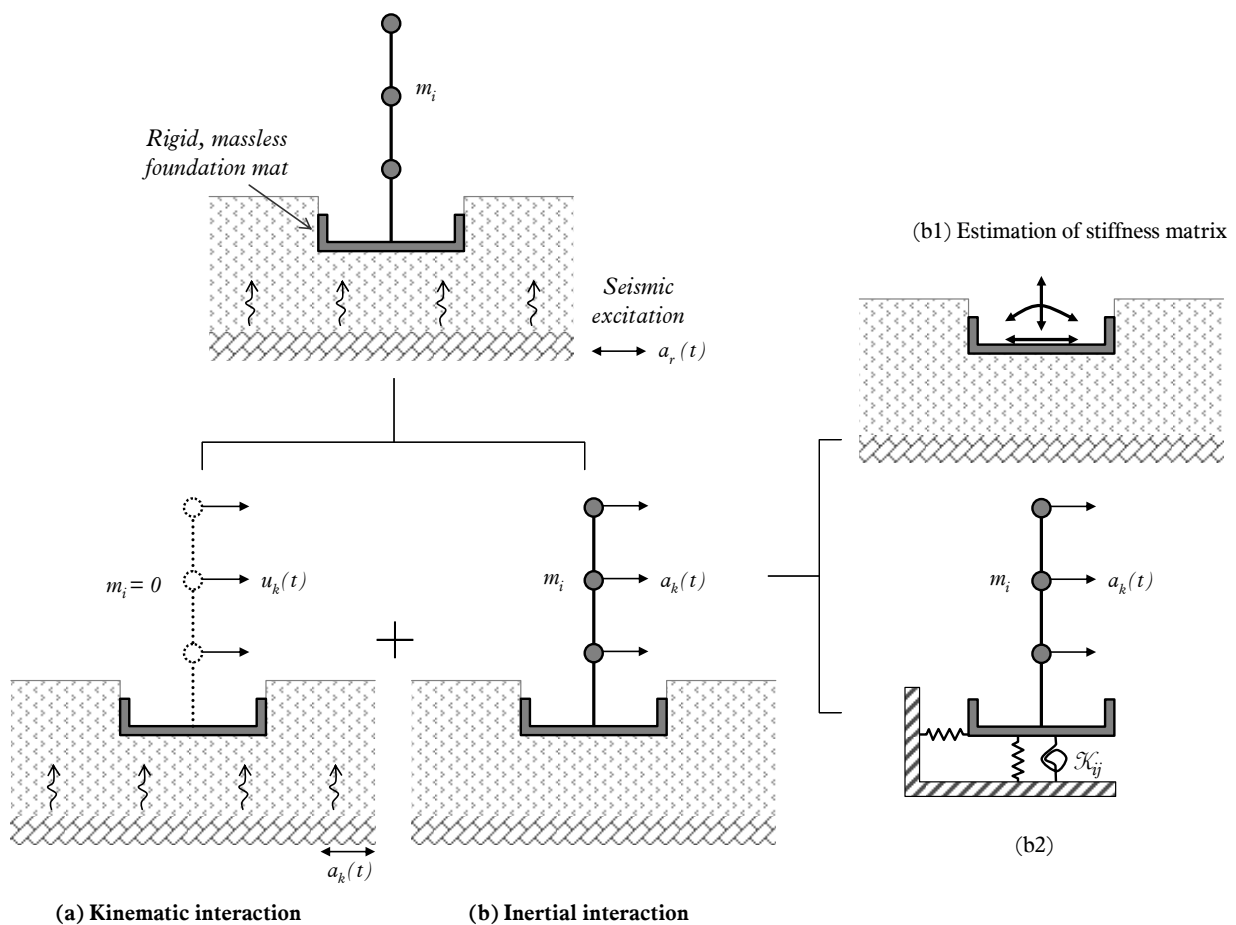 m_i
Rigid, massless
foundation mat
Seismic
excitation
a_r(t)
(b1) Estimation of stiffness matrix
m_i = 0
u_k(t)
m_i
a_k(t)
m_i
a_k(t)
𝒦_ij
a_k(t)
(b2)
(a) Kinematic interaction
(b) Inertial interaction